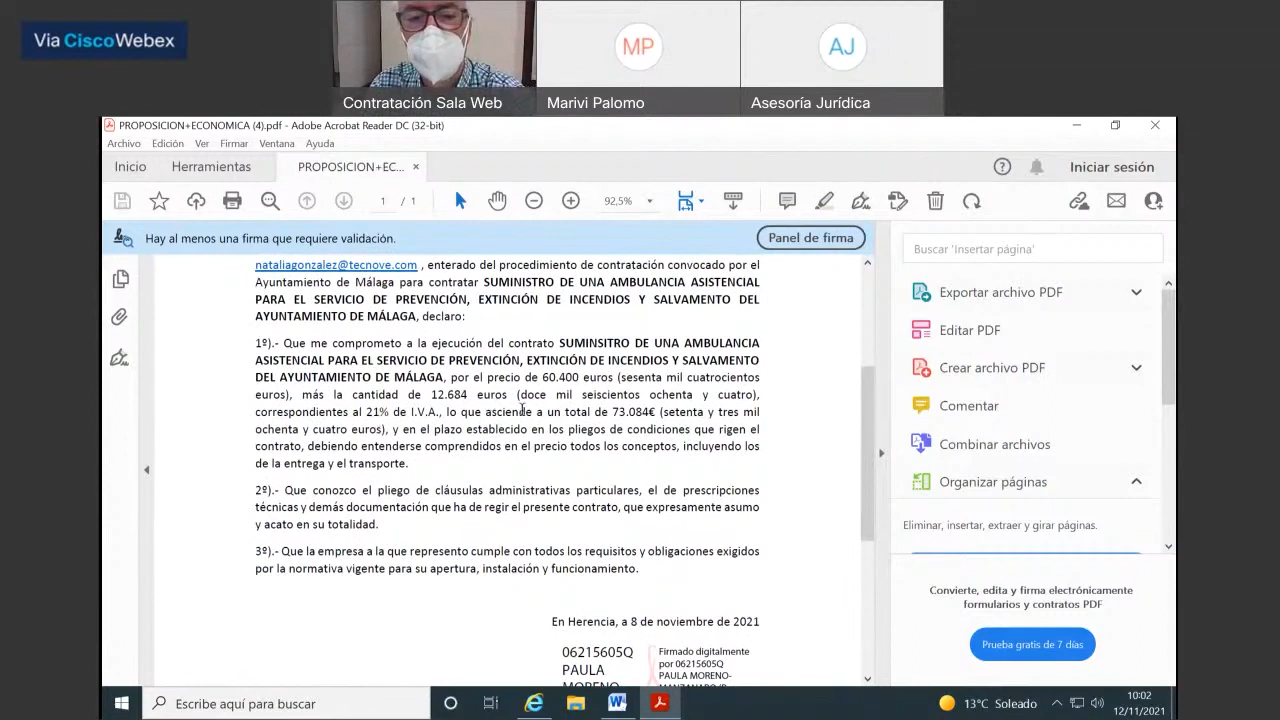 Via CiscoWebex
MP
AJ
Contratación Sala Web
Marivi Palomo
Asesoría Jurídica
PROPOSICION+ECONOMICA (4).pdf - Adobe Acrobat Reader DC (32-bit)
Archivo Edición Ver Firmar Ventana Ayuda
Inicio Herramientas PROPOSICION+EC... ×
Iniciar sesión
1 / 1
92,5%
Hay al menos una firma que requiere validación.
Panel de firma
nataliagonzalez@tecnove.com , enterado del procedimiento de contratación convocado por el
Ayuntamiento de Málaga para contratar SUMINISTRO DE UNA AMBULANCIA ASISTENCIAL
PARA EL SERVICIO DE PREVENCIÓN, EXTINCIÓN DE INCENDIOS Y SALVAMENTO DEL
AYUNTAMIENTO DE MÁLAGA, declaro:
1º).- Que me comprometo a la ejecución del contrato SUMINSITRO DE UNA AMBULANCIA
ASISTENCIAL PARA EL SERVICIO DE PREVENCIÓN, EXTINCIÓN DE INCENDIOS Y SALVAMENTO
DEL AYUNTAMIENTO DE MÁLAGA, por el precio de 60.400 euros (sesenta mil cuatrocientos
euros), más la cantidad de 12.684 euros (doce mil seiscientos ochenta y cuatro),
correspondientes al 21% de I.V.A., lo que asciende a un total de 73.084€ (setenta y tres mil
ochenta y cuatro euros), y en el plazo establecido en los pliegos de condiciones que rigen el
contrato, debiendo entenderse comprendidos en el precio todos los conceptos, incluyendo los
de la entrega y el transporte.
2º).- Que conozco el pliego de cláusulas administrativas particulares, el de prescripciones
técnicas y demás documentación que ha de regir el presente contrato, que expresamente asumo
y acato en su totalidad.
3º).- Que la empresa a la que represento cumple con todos los requisitos y obligaciones exigidos
por la normativa vigente para su apertura, instalación y funcionamiento.
En Herencia, a 8 de noviembre de 2021
06215605Q
PAULA
MORENO-
Firmado digitalmente
por 06215605Q
PAULA MORENO-
MANZANARO (R:
Buscar 'Insertar página'
Exportar archivo PDF
Editar PDF
Crear archivo PDF
Comentar
Combinar archivos
Organizar páginas
Eliminar, insertar, extraer y girar páginas.
Convierte, edita y firma electrónicamente
formularios y contratos PDF
Prueba gratis de 7 días
Escribe aquí para buscar
13°C Soleado
10:02
12/11/2021